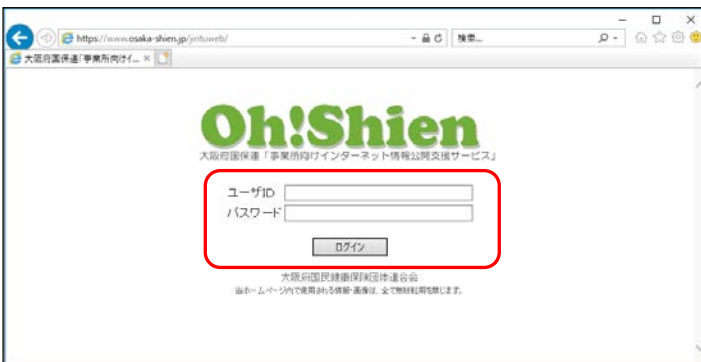 https://www.osaka-shien.jp/jirituweb/
検索...
大阪府国保連「事業所向けイ...
Oh!Shien
大阪府国保連「事業所向けインターネット情報公開支援サービス」
ユーザID
パスワード
ログイン
大阪府国民健康保険団体連合会
当ホームページ内で使用される情報・画像は、全て無断転用を禁じます。